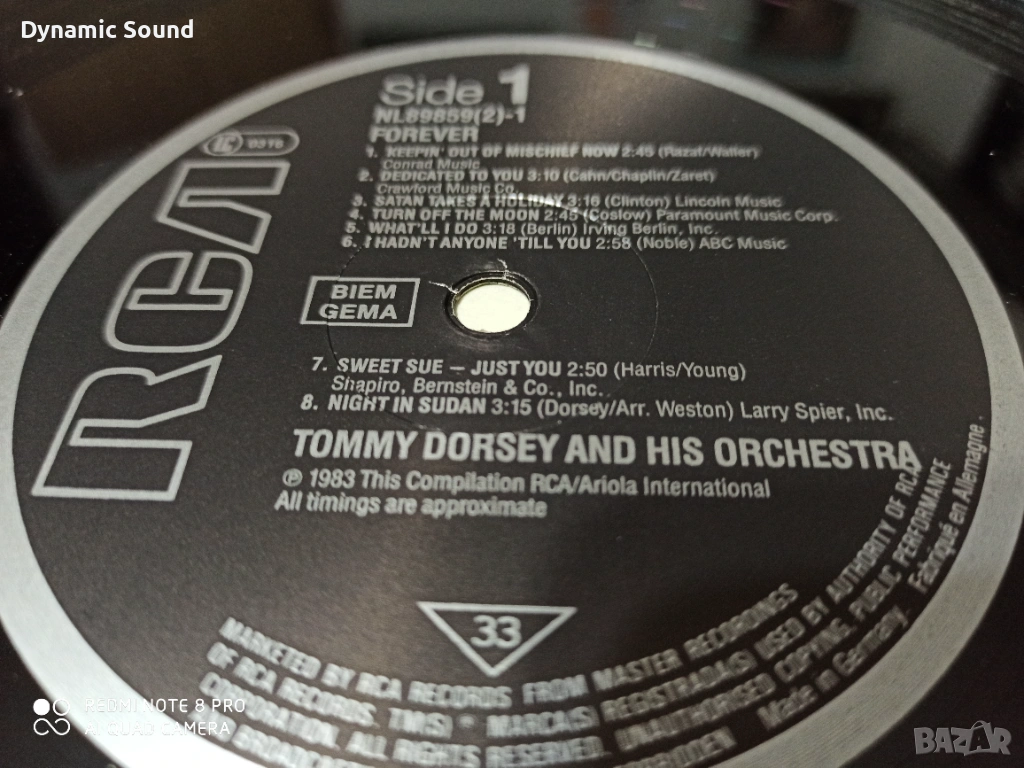 Dynamic Sound
Side 1
NL89859(2)-1
FOREVER
1. KEEPIN' OUT OF MISCHIEF NOW 2:45 (Razaf/Waller)
Conrad Music
2. DEDICATED TO YOU 3:10 (Cahn/Chaplin/Zaret)
Crawford Music Co.
3. SATAN TAKES A HOLIDAY 3:16 (Clinton) Lincoln Music
4. TURN OFF THE MOON 2:45 (Coslow) Paramount Music Corp.
5. WHAT'LL I DO 3:18 (Berlin) Irving Berlin, Inc.
6. I HADN'T ANYONE 'TILL YOU 2:58 (Noble) ABC Music
RCA
BIEM
GEMA
7. SWEET SUE – JUST YOU 2:50 (Harris/Young)
Shapiro, Bernstein & Co., Inc.
8. NIGHT IN SUDAN 3:15 (Dorsey/Arr. Weston) Larry Spier, Inc.
TOMMY DORSEY AND HIS ORCHESTRA
℗ 1983 This Compilation RCA/Ariola International
All timings are approximate
33
MARKETED BY RCA RECORDS FROM MASTER RECORDINGS
OF RCA RECORDS. TM(S) ® MARCA(S) REGISTRADA(S) USED BY AUTHORITY OF RCA
CORPORATION. ALL RIGHTS RESERVED. UNAUTHORISED COPYING, PUBLIC PERFORMANCE
Made in Germany. Fabriqué en Allemagne.
REDMI NOTE 8 PRO
AI QUAD CAMERA
BAZAR